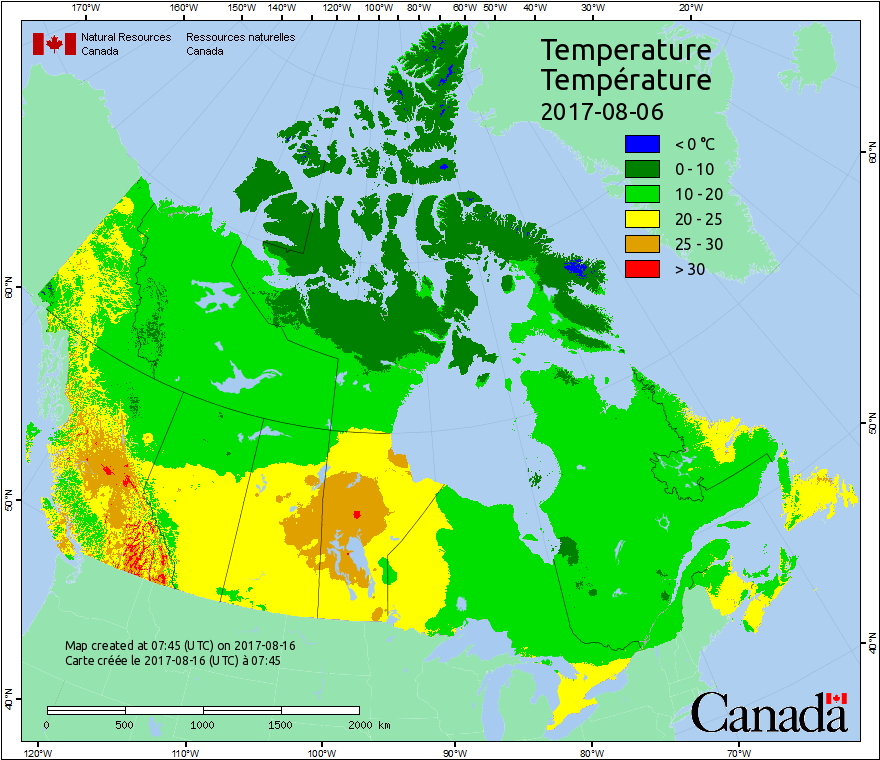 170°W 160°W 150°W 140°W 120°W 100°W 80°W 60°W 50°W 40°W 30°W 20°W
Natural Resources Ressources naturelles
Canada Canada
Temperature
Température
2017-08-06
< 0 °C
0 - 10
10 - 20
20 - 25
25 - 30
> 30
60°N
60°N
50°N
50°N
40°N
40°N
Map created at 07:45 (UTC) on 2017-08-16
Carte créée le 2017-08-16 (UTC) à 07:45
0 500 1000 1500 2000 km
Canada
120°W 110°W 100°W 90°W 80°W 70°W